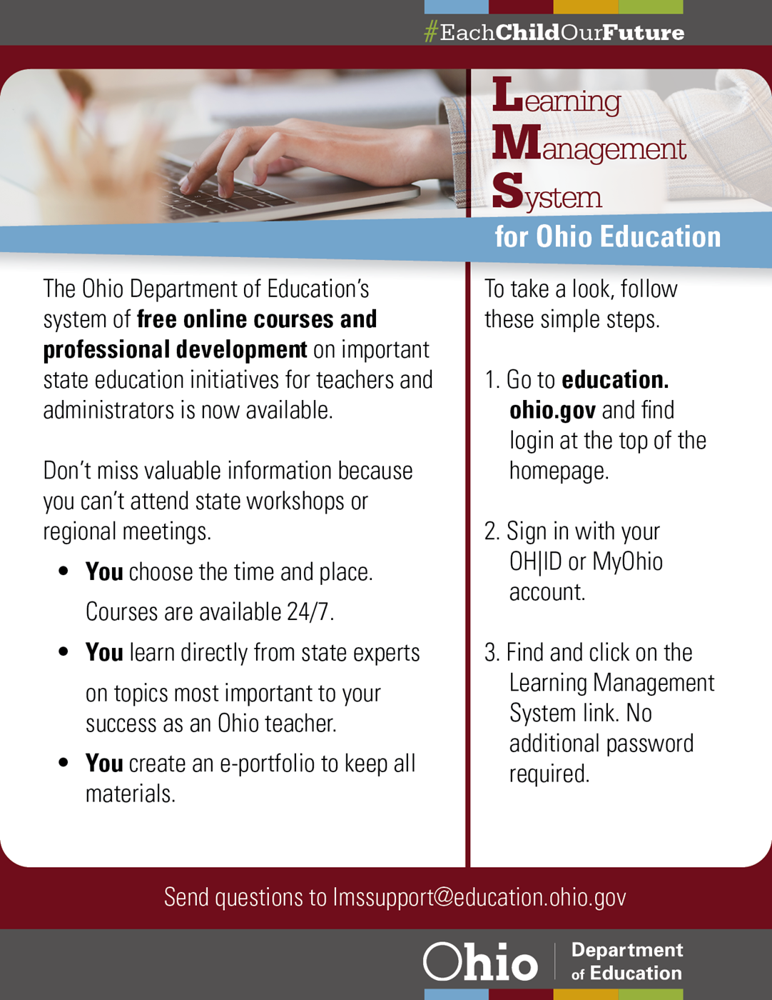 #EachChildOurFuture
Learning
Management
System
for Ohio Education
The Ohio Department of Education’s
system of free online courses and
professional development on important
state education initiatives for teachers and
administrators is now available.
Don’t miss valuable information because
you can’t attend state workshops or
regional meetings.
• You choose the time and place.
Courses are available 24/7.
• You learn directly from state experts
on topics most important to your
success as an Ohio teacher.
• You create an e-portfolio to keep all
materials.
To take a look, follow
these simple steps.
1. Go to education.
ohio.gov and find
login at the top of the
homepage.
2. Sign in with your
OH|ID or MyOhio
account.
3. Find and click on the
Learning Management
System link. No
additional password
required.
Send questions to lmssupport@education.ohio.gov
Ohio
Department
of Education